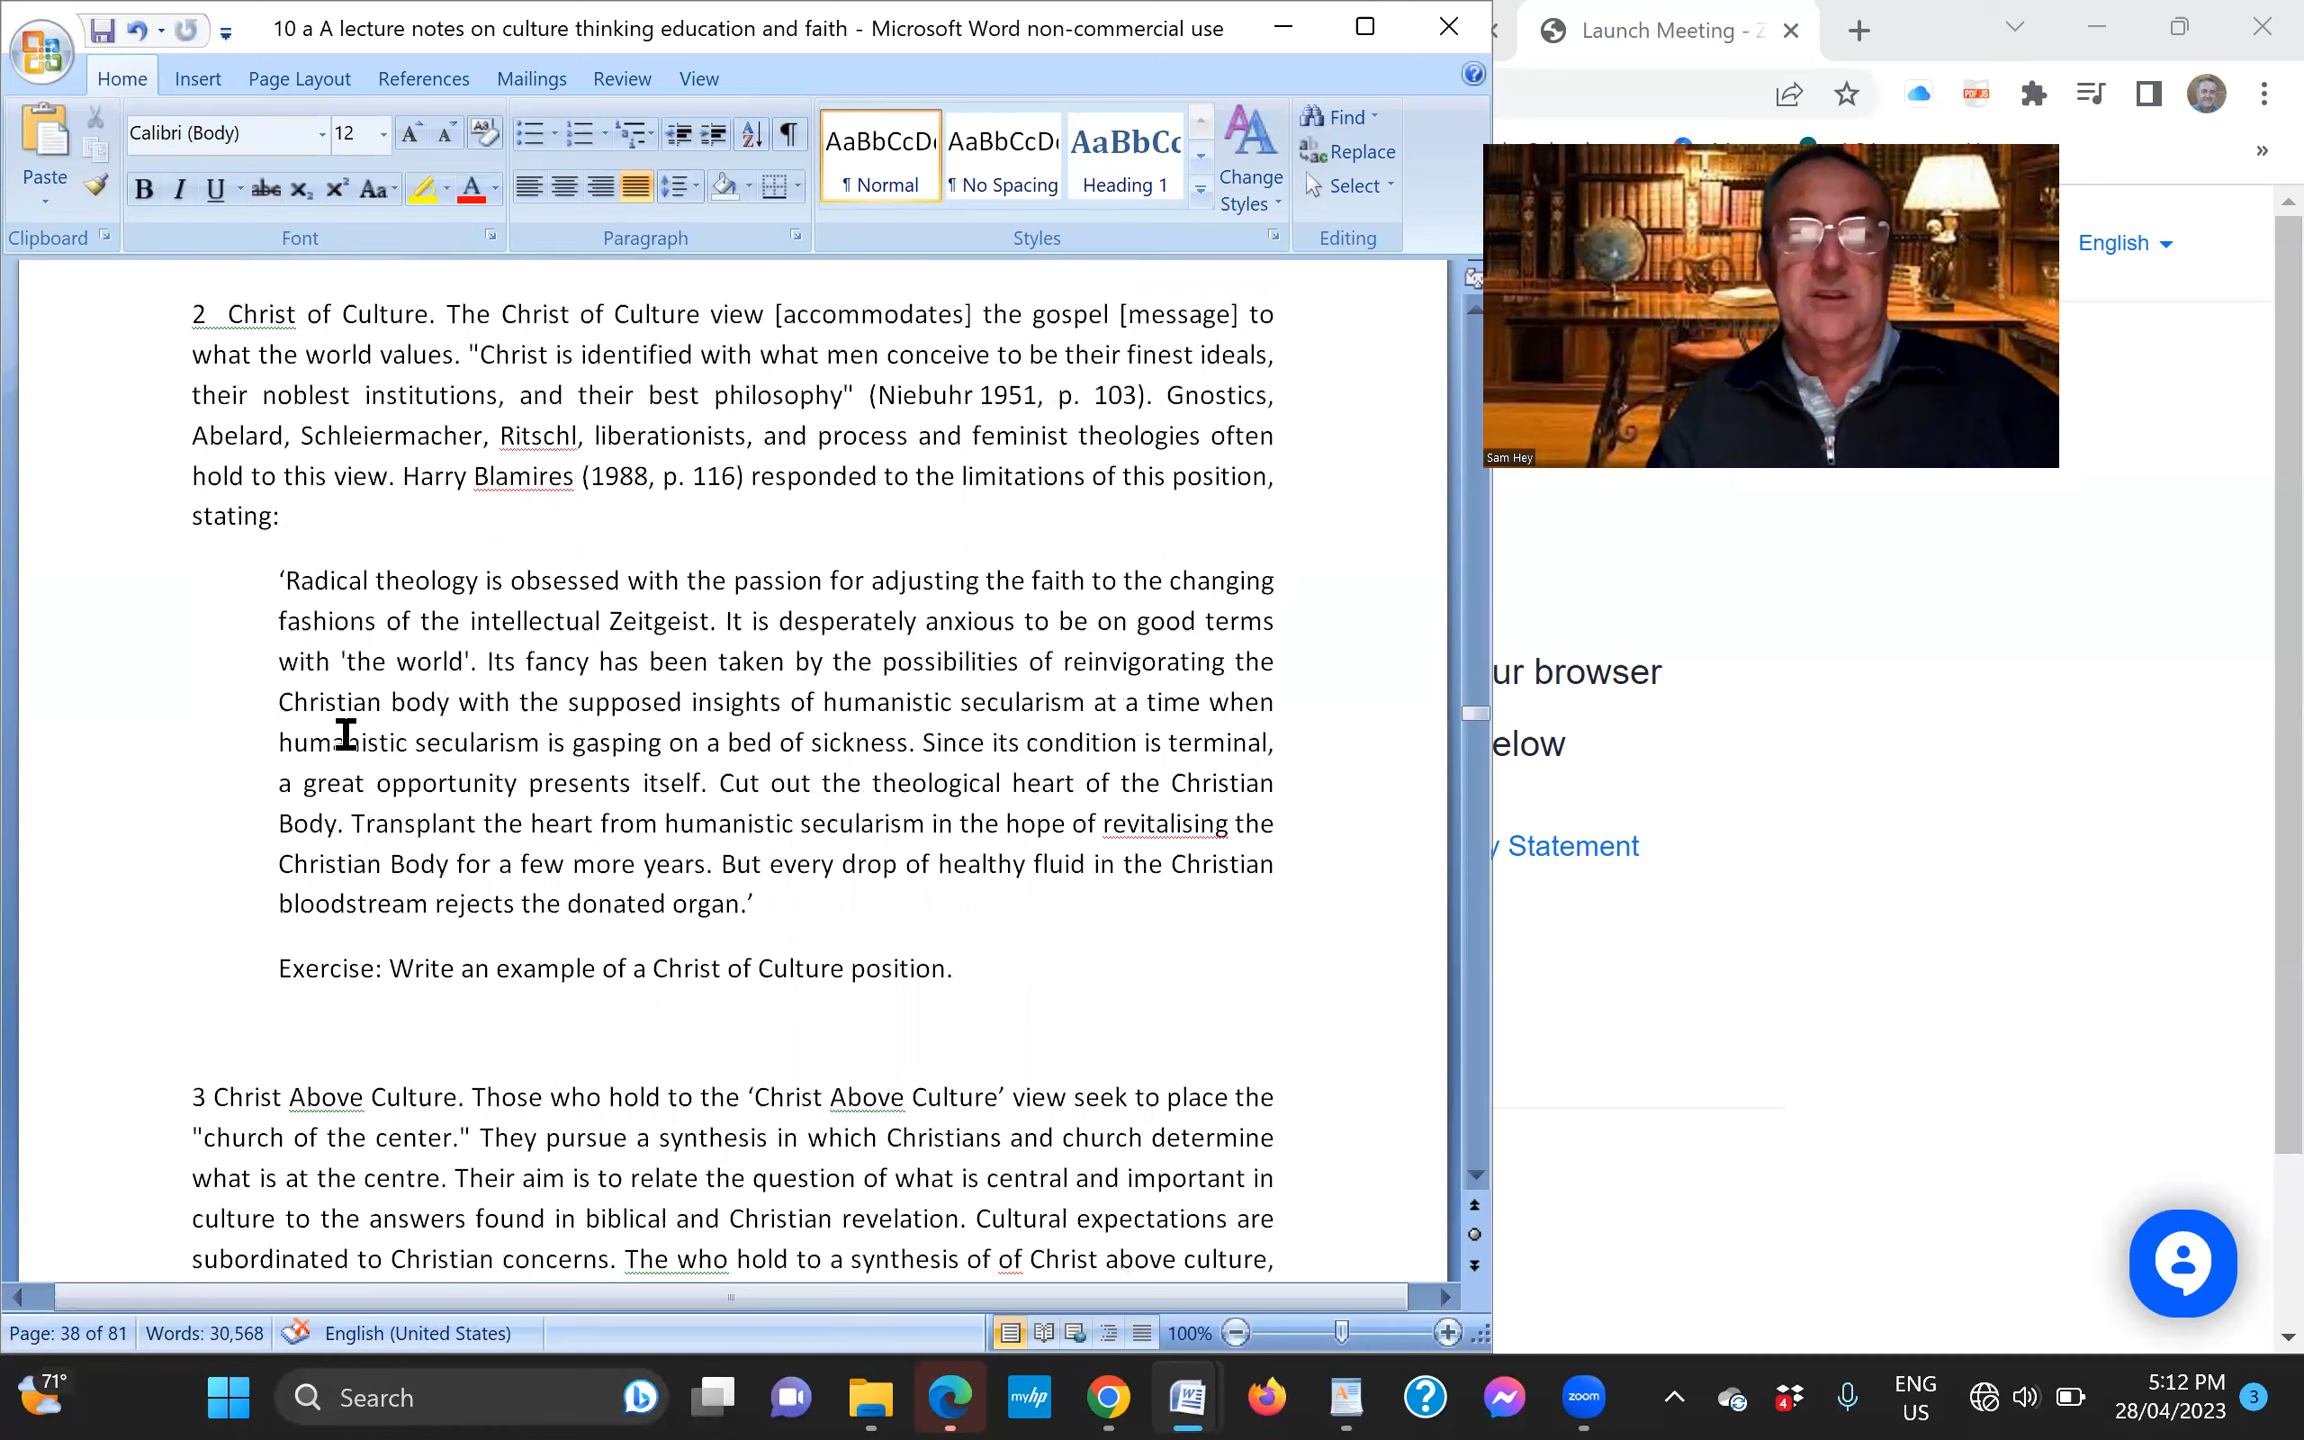 10 a A lecture notes on culture thinking education and faith - Microsoft Word non-commercial use
Launch Meeting - Z
Home
Insert
Page Layout
References
Mailings
Review
View
Paste
Calibri (Body)
12
AaBbCcDc
AaBbCcDc
AaBbCc
¶ Normal
¶ No Spacing
Heading 1
Change
Styles
Find
Replace
Select
Clipboard
Font
Paragraph
Styles
Editing
English
Sam Hey
2 Christ of Culture. The Christ of Culture view [accommodates] the gospel [message] to
what the world values. "Christ is identified with what men conceive to be their finest ideals,
their noblest institutions, and their best philosophy" (Niebuhr 1951, p. 103). Gnostics,
Abelard, Schleiermacher, Ritschl, liberationists, and process and feminist theologies often
hold to this view. Harry Blamires (1988, p. 116) responded to the limitations of this position,
stating:
‘Radical theology is obsessed with the passion for adjusting the faith to the changing
fashions of the intellectual Zeitgeist. It is desperately anxious to be on good terms
with 'the world'. Its fancy has been taken by the possibilities of reinvigorating the
Christian body with the supposed insights of humanistic secularism at a time when
humanistic secularism is gasping on a bed of sickness. Since its condition is terminal,
a great opportunity presents itself. Cut out the theological heart of the Christian
Body. Transplant the heart from humanistic secularism in the hope of revitalising the
Christian Body for a few more years. But every drop of healthy fluid in the Christian
bloodstream rejects the donated organ.’
Exercise: Write an example of a Christ of Culture position.
3 Christ Above Culture. Those who hold to the ‘Christ Above Culture’ view seek to place the
"church of the center." They pursue a synthesis in which Christians and church determine
what is at the centre. Their aim is to relate the question of what is central and important in
culture to the answers found in biblical and Christian revelation. Cultural expectations are
subordinated to Christian concerns. The who hold to a synthesis of of Christ above culture,
ur browser
elow
y Statement
Page: 38 of 81
Words: 30,568
English (United States)
100%
71°
Search
myhp
zoom
4
ENG
US
5:12 PM
28/04/2023
3